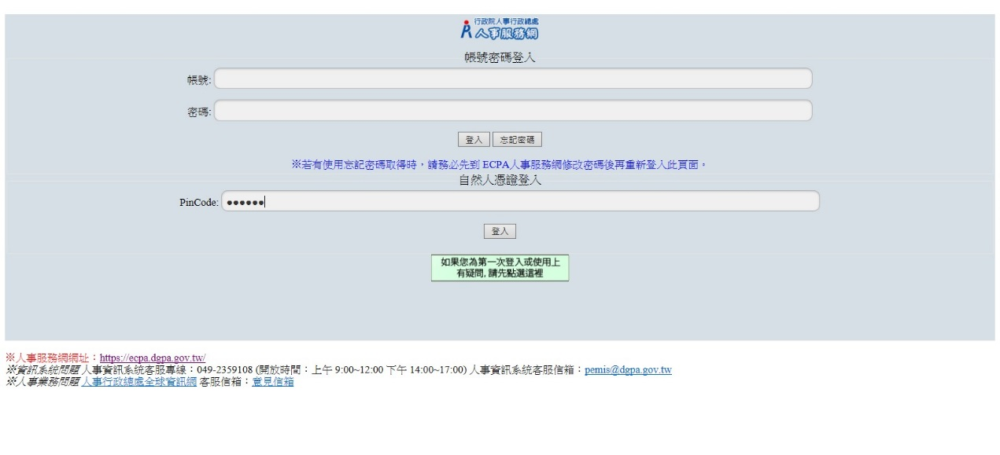 行政院人事行政總處
人事服務網
帳號密碼登入
帳號:
密碼:
登入 忘記密碼
※若有使用忘記密碼取得時，請務必先到 ECPA人事服務網修改密碼後再重新登入此頁面。
自然人憑證登入
PinCode: ●●●●●●
登入
如果您為第一次登入或使用上
有疑問, 請先點選這裡
※人事服務網網址：https://ecpa.dgpa.gov.tw/
※資訊系統問題 人事資訊系統客服專線：049-2359108 (開放時間：上午 9:00~12:00 下午 14:00~17:00) 人事資訊系統客服信箱：pemis@dgpa.gov.tw
※人事業務問題 人事行政總處全球資訊網 客服信箱：意見信箱